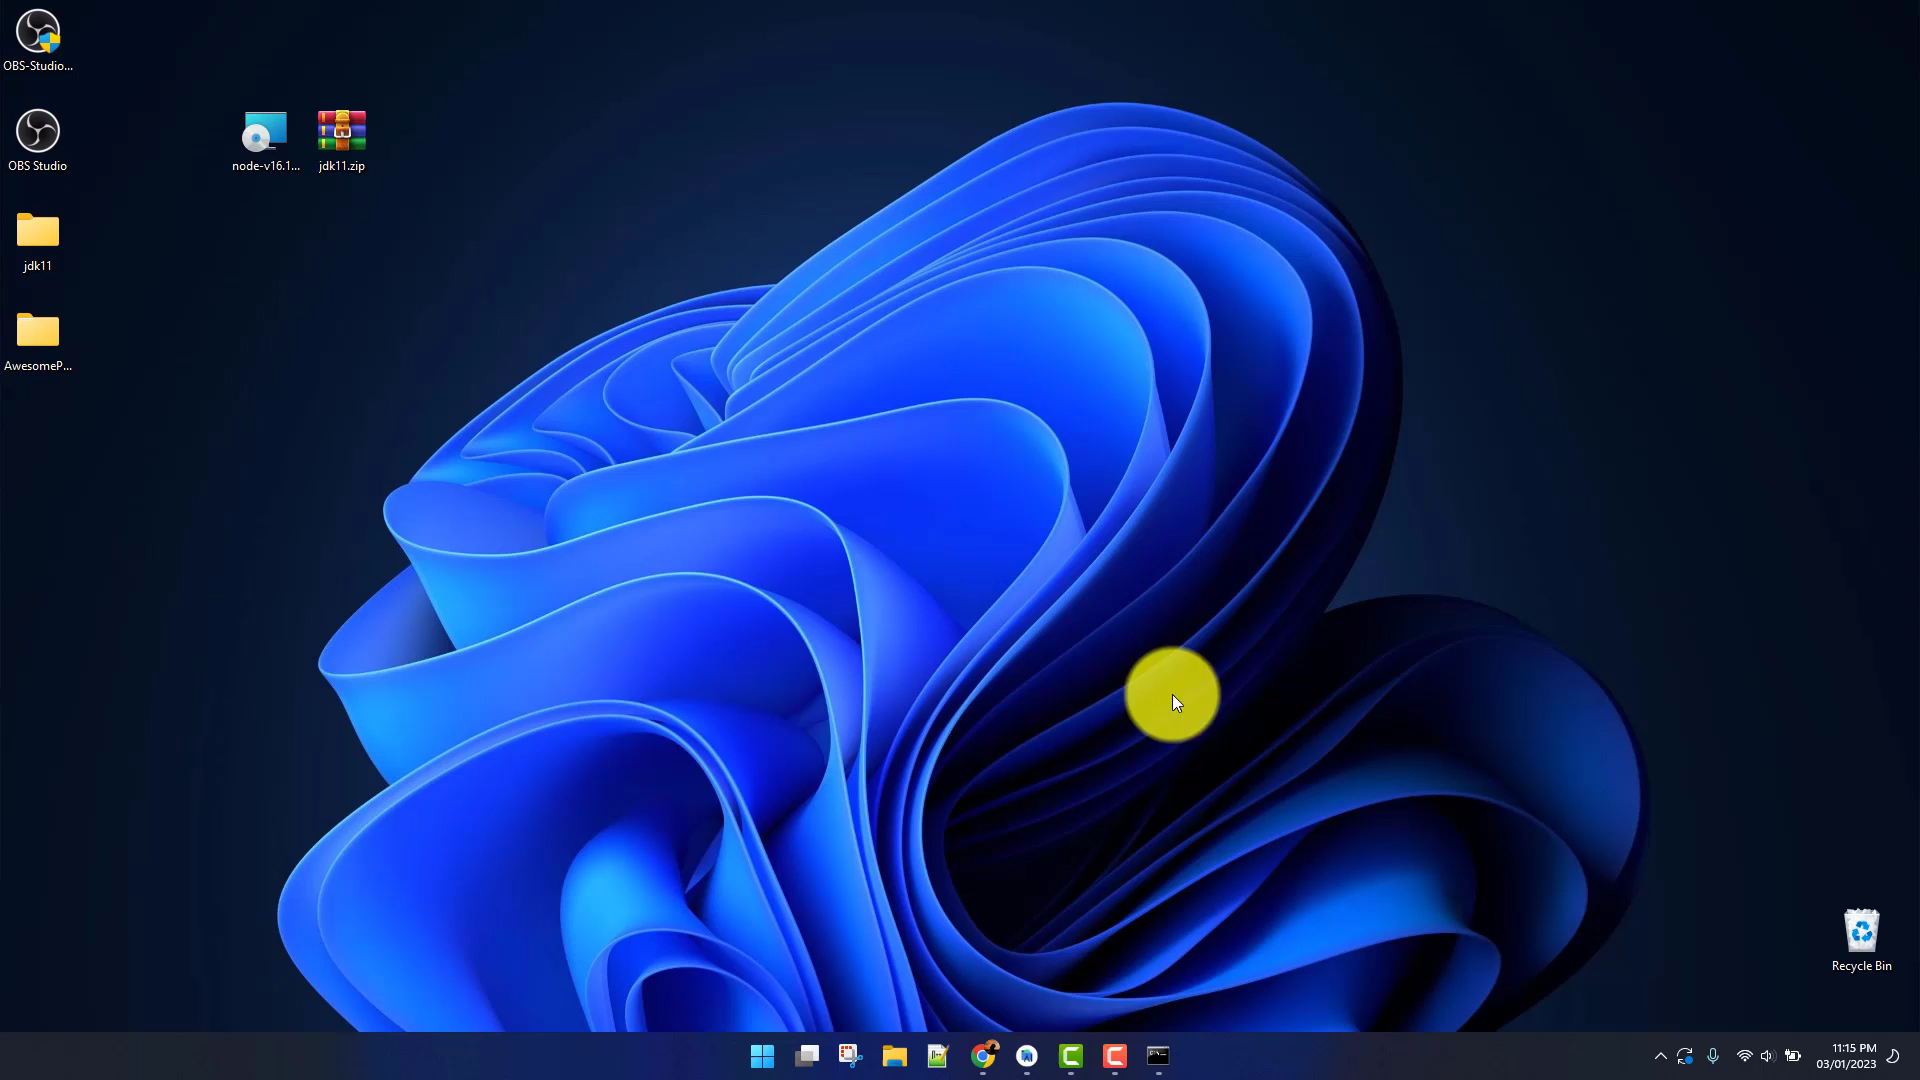 OBS-Studio...
OBS Studio
jdk11
AwesomeP...
node-v16.1...
jdk11.zip
Recycle Bin
11:15 PM
03/01/2023